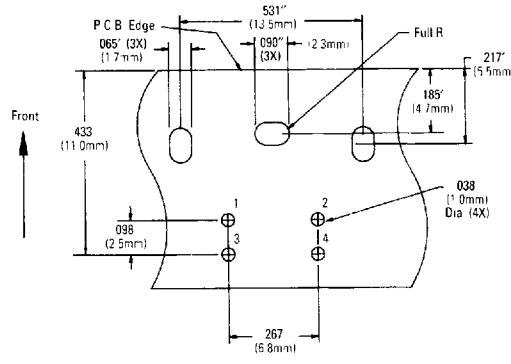 P C B Edge
531″
(13.5mm)
065′ (3X)
(1.7mm)
090″
(3X)
(2.3mm)
Full R
217′
(5.5mm
185′
(4.7mm)
Front
433
(11.0mm)
098
(2.5mm)
1
2
3
4
038
(1.0mm)
Dia (4X)
267
(6.8mm)